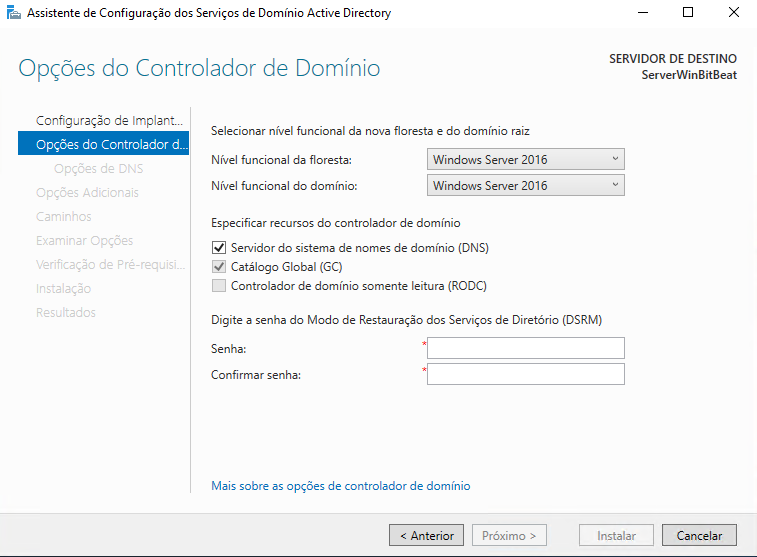 Assistente de Configuração dos Serviços de Domínio Active Directory
Opções do Controlador de Domínio
SERVIDOR DE DESTINO
ServerWinBitBeat
Configuração de Implant...
Opções do Controlador d...
Opções de DNS
Opções Adicionais
Caminhos
Examinar Opções
Verificação de Pré-requisi...
Instalação
Resultados
Selecionar nível funcional da nova floresta e do domínio raiz
Nível funcional da floresta: Windows Server 2016
Nível funcional do domínio: Windows Server 2016
Especificar recursos do controlador de domínio
Servidor do sistema de nomes de domínio (DNS)
Catálogo Global (GC)
Controlador de domínio somente leitura (RODC)
Digite a senha do Modo de Restauração dos Serviços de Diretório (DSRM)
Senha: *
Confirmar senha: *
Mais sobre as opções de controlador de domínio
< Anterior Próximo > Instalar Cancelar